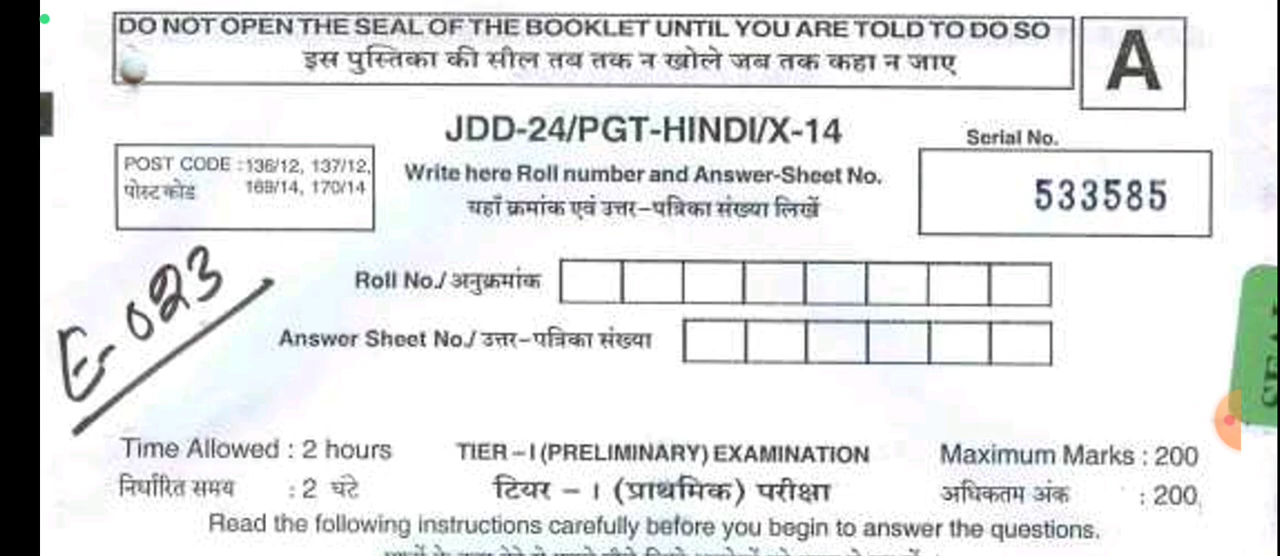 DO NOT OPEN THE SEAL OF THE BOOKLET UNTIL YOU ARE TOLD TO DO SO
इस पुस्तिका की सील तब तक न खोले जब तक कहा न जाए
A
JDD-24/PGT-HINDI/X-14
Serial No.
POST CODE : 136/12, 137/12,
पोस्ट कोड 169/14, 170/14
Write here Roll number and Answer-Sheet No.
यहाँ क्रमांक एवं उत्तर-पत्रिका संख्या लिखें
533585
E-023
Roll No./ अनुक्रमांक
Answer Sheet No./ उत्तर-पत्रिका संख्या
Time Allowed : 2 hours TIER – I (PRELIMINARY) EXAMINATION Maximum Marks : 200
निर्धारित समय : 2 घंटे टियर – I (प्राथमिक) परीक्षा अधिकतम अंक : 200
Read the following instructions carefully before you begin to answer the questions.